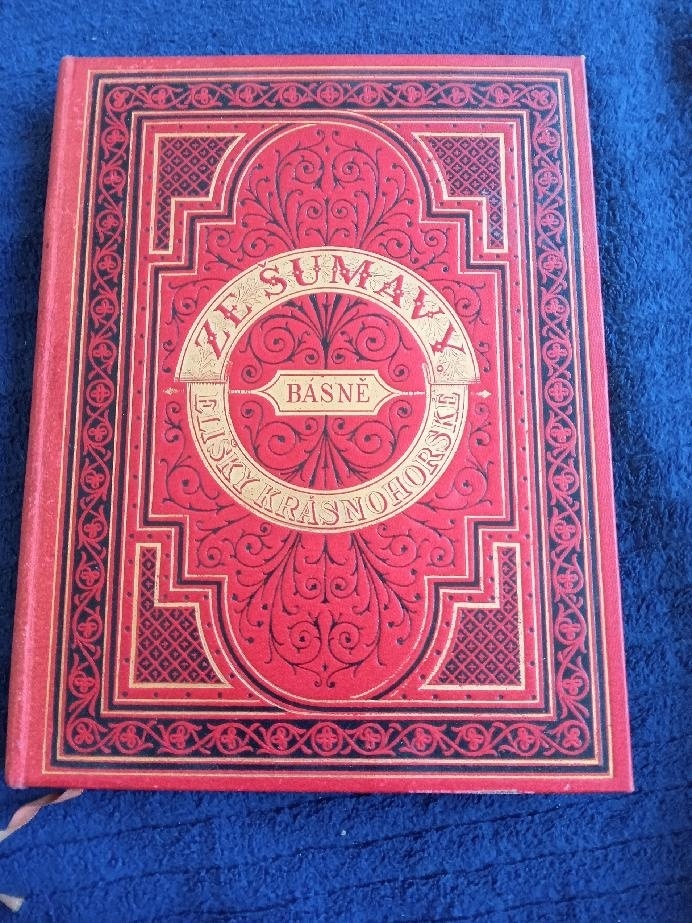 ZE ŠUMAVY.
BÁSNĚ
ELIŠKY KRÁSNOHORSKÉ